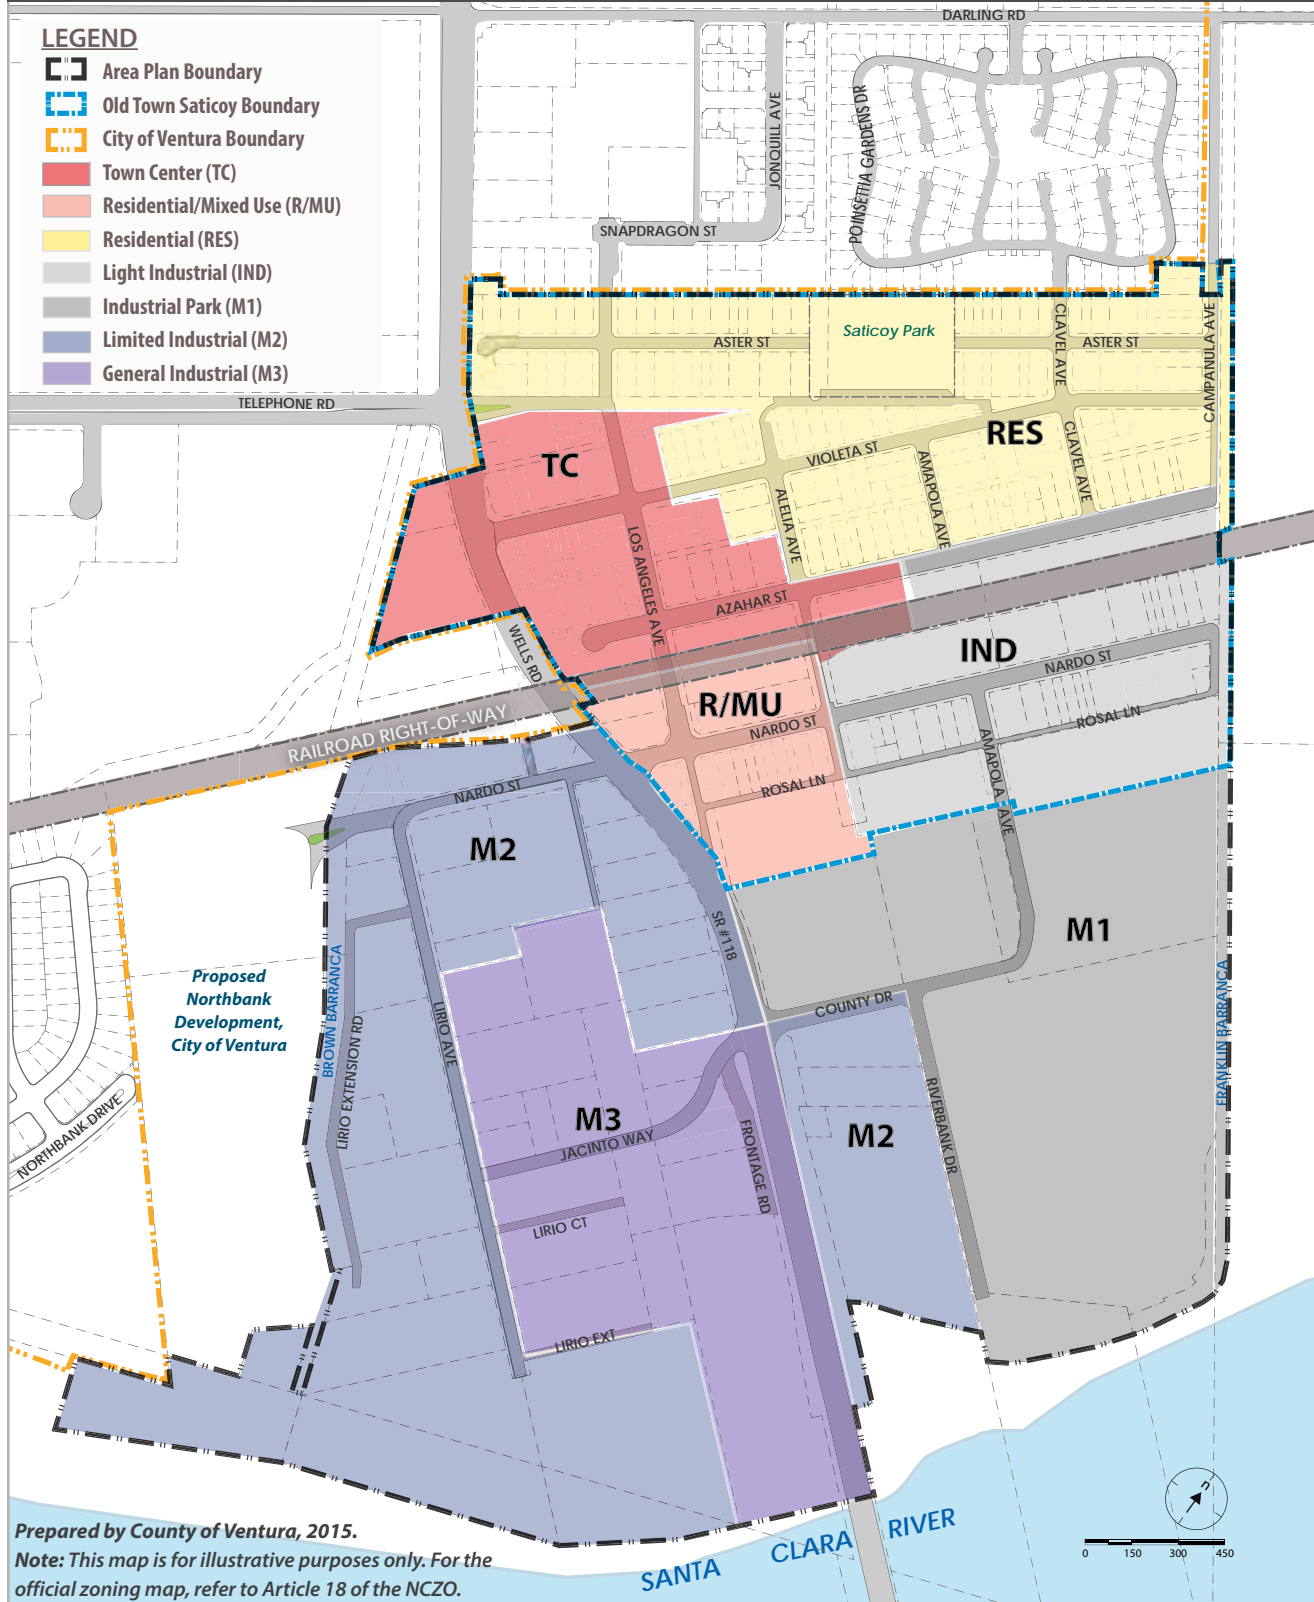 DARLING RD
LEGEND
Area Plan Boundary
Old Town Saticoy Boundary
City of Ventura Boundary
Town Center (TC)
Residential/Mixed Use (R/MU)
Residential (RES)
Light Industrial (IND)
Industrial Park (M1)
Limited Industrial (M2)
General Industrial (M3)
JONQUILL AVE
POINSETTIA GARDENS DR
SNAPDRAGON ST
Saticoy Park
ASTER ST
CLAVEL AVE
ASTER ST
CAMPANULA AVE
TELEPHONE RD
TC
RES
VIOLETA ST
CLAVEL AVE
AMAPOLA AVE
ALELIA AVE
LOS ANGELES AVE
AZAHAR ST
WELLS RD
IND
NARDO ST
R/MU
RAILROAD RIGHT-OF-WAY
NARDO ST
ROSAL LN
AMAPOLA AVE
ROSAL LN
NARDO ST
M2
SR #118
M1
Proposed
Northbank
Development,
City of Ventura
BROWN BARRANCA
LIRIO EXTENSION RD
LIRIO AVE
COUNTY DR
FRANKLIN BARRANCA
NORTHBANK DRIVE
M3
JACINTO WAY
FRONTAGE RD
M2
RIVERBANK DR
LIRIO CT
LIRIO EXT
n
Prepared by County of Ventura, 2015.
Note: This map is for illustrative purposes only. For the
official zoning map, refer to Article 18 of the NCZO.
SANTA CLARA RIVER
0 150 300 450